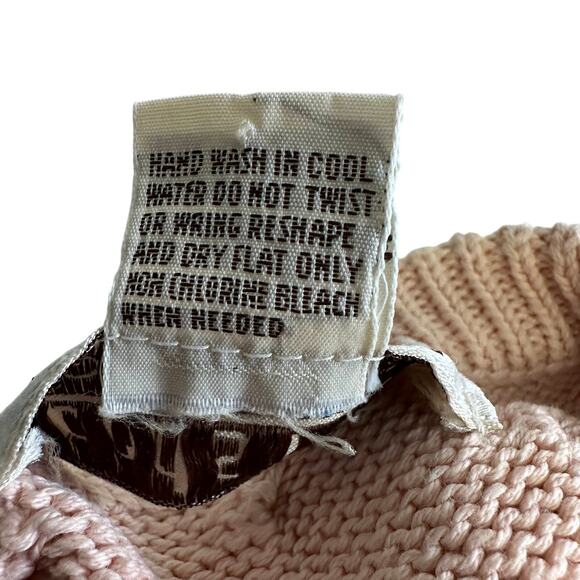 HAND WASH IN COOL
WATER DO NOT TWIST
OR WRING RESHAPE
AND DRY FLAT ONLY
NON CHLORINE BLEACH
WHEN NEEDED